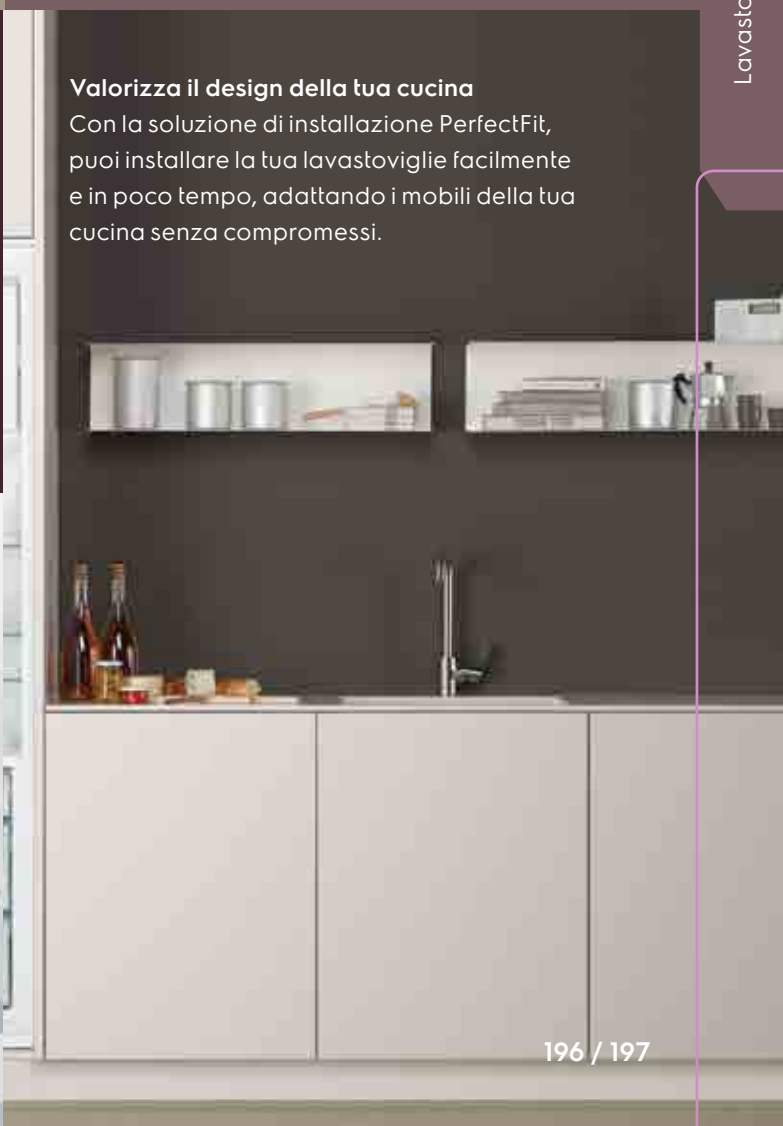 Lavasto
Valorizza il design della tua cucina
Con la soluzione di installazione PerfectFit,
puoi installare la tua lavastoviglie facilmente
e in poco tempo, adattando i mobili della tua
cucina senza compromessi.
196 / 197